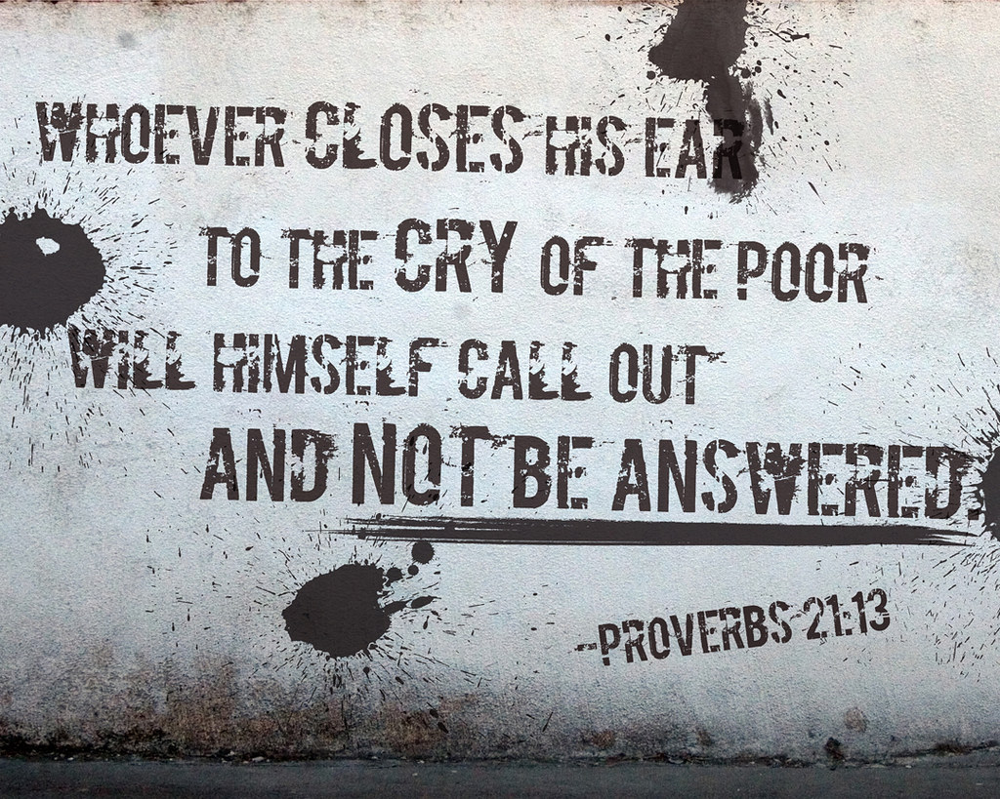 WHOEVER CLOSES HIS EAR
TO THE CRY OF THE POOR
WILL HIMSELF CALL OUT
AND NOT BE ANSWERED.
-PROVERBS 21:13